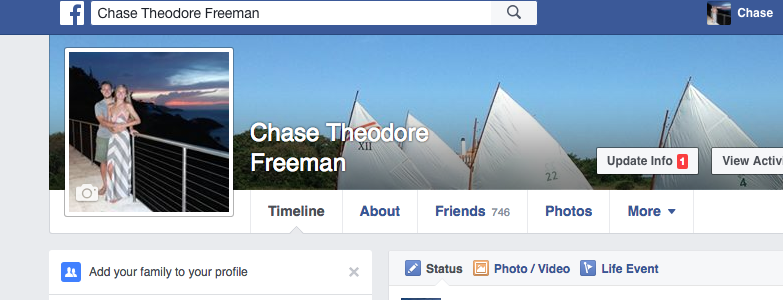 f
Chase Theodore Freeman
Chase
XII
22
4
Chase Theodore
Freeman
Update Info 1
View Activ
Timeline
About
Friends 746
Photos
More
Add your family to your profile
Status
Photo / Video
Life Event